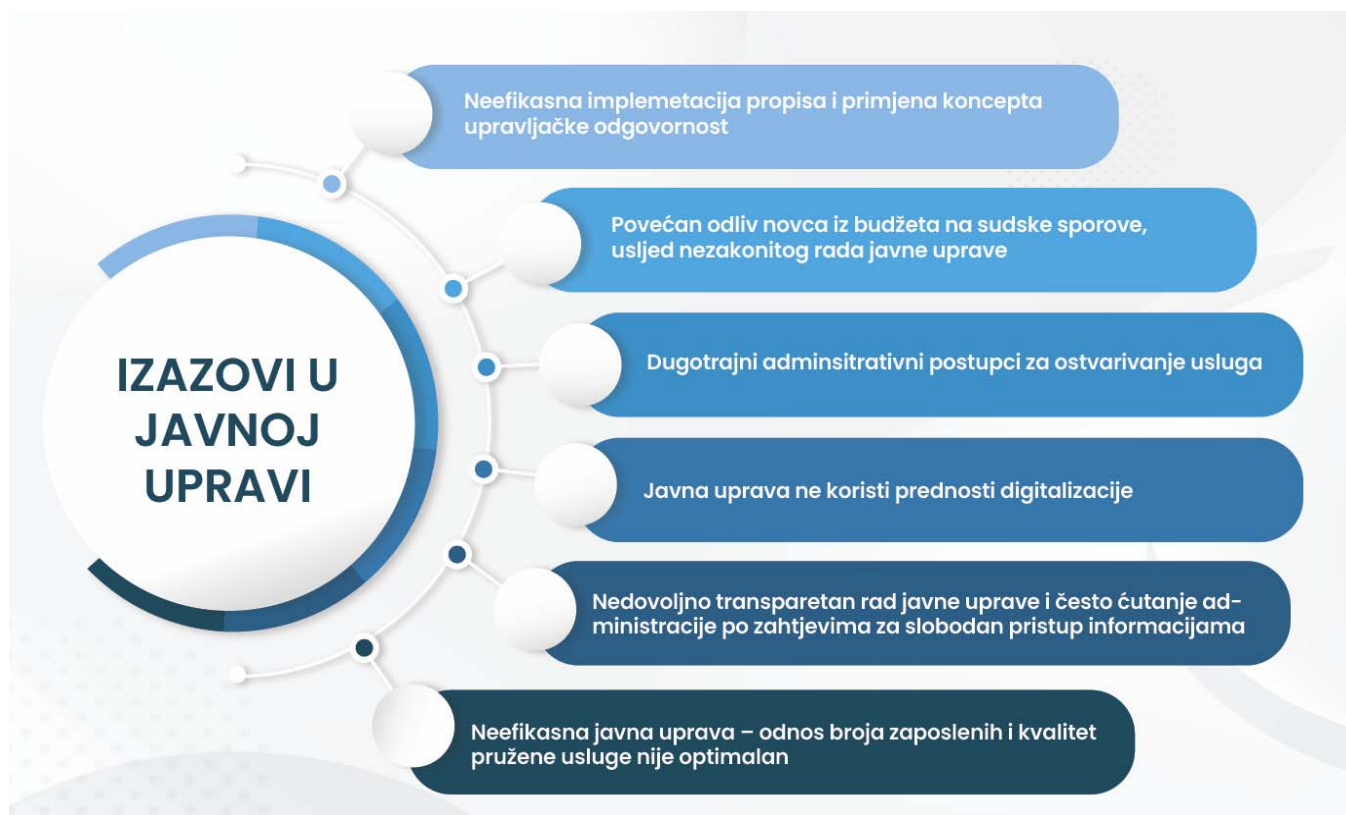 IZAZOVI U
JAVNOJ
UPRAVI
Neefikasna implemetacija propisa i primjena koncepta
upravljačke odgovornost
Povećan odliv novca iz budžeta na sudske sporove,
usljed nezakonitog rada javne uprave
Dugotrajni adminsitrativni postupci za ostvarivanje usluga
Javna uprava ne koristi prednosti digitalizacije
Nedovoljno transparetan rad javne uprave i često ćutanje ad-
ministracije po zahtjevima za slobodan pristup informacijama
Neefikasna javna uprava – odnos broja zaposlenih i kvalitet
pružene usluge nije optimalan